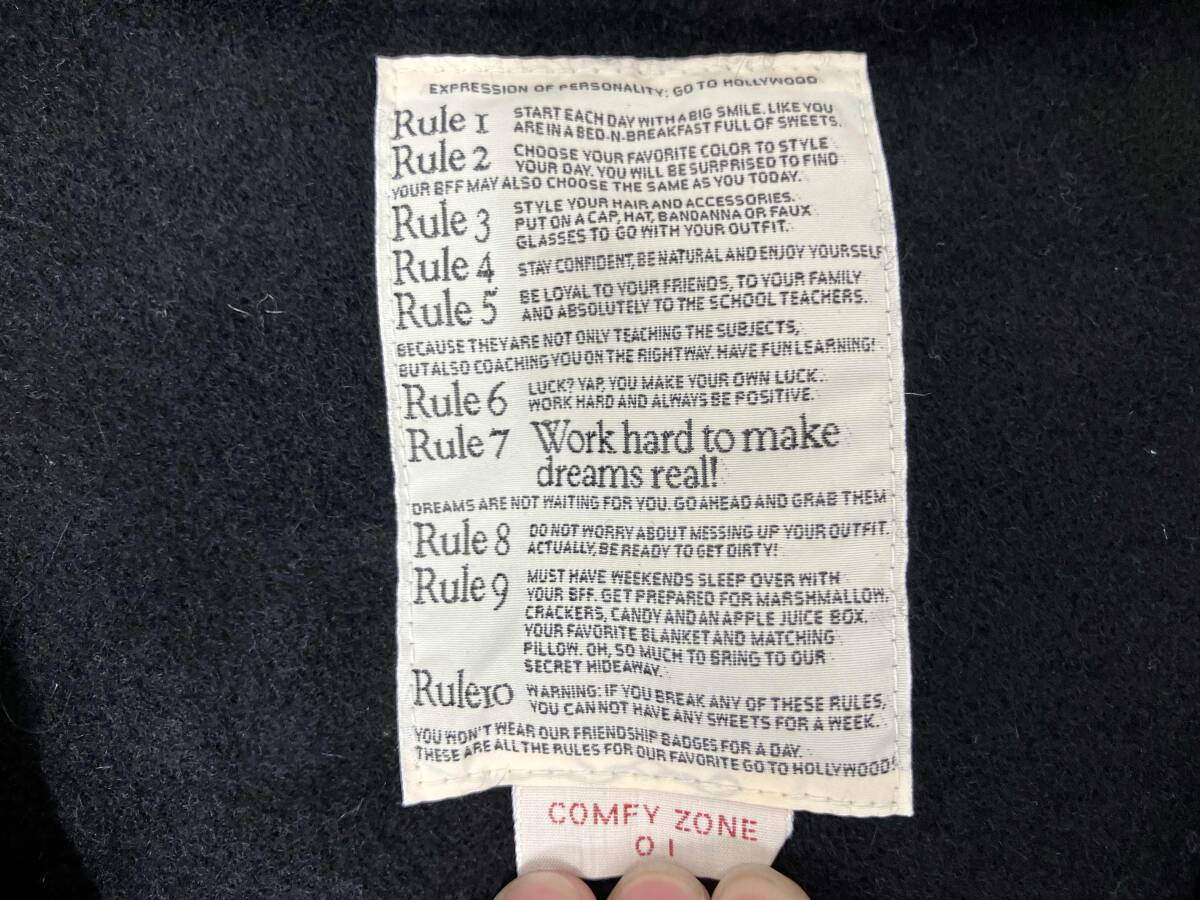 EXPRESSION OF PERSONALITY: GO TO HOLLYWOOD
Rule 1 START EACH DAY WITH A BIG SMILE. LIKE YOU
ARE IN A BED-N-BREAKFAST FULL OF SWEETS.
Rule 2 CHOOSE YOUR FAVORITE COLOR TO STYLE
YOUR DAY. YOU WILL BE SURPRISED TO FIND
YOUR BFF MAY ALSO CHOOSE THE SAME AS YOU TODAY.
Rule 3 STYLE YOUR HAIR AND ACCESSORIES.
PUT ON A CAP, HAT, BANDANNA OR FAUX
GLASSES TO GO WITH YOUR OUTFIT.
Rule 4 STAY CONFIDENT, BE NATURAL AND ENJOY YOURSELF
Rule 5 BE LOYAL TO YOUR FRIENDS, TO YOUR FAMILY
AND ABSOLUTELY TO THE SCHOOL TEACHERS.
BECAUSE THEY ARE NOT ONLY TEACHING THE SUBJECTS,
BUT ALSO COACHING YOU ON THE RIGHT WAY. HAVE FUN LEARNING!
Rule 6 LUCK? YAP, YOU MAKE YOUR OWN LUCK.
WORK HARD AND ALWAYS BE POSITIVE.
Rule 7 Work hard to make
dreams real!
DREAMS ARE NOT WAITING FOR YOU. GO AHEAD AND GRAB THEM
Rule 8 DO NOT WORRY ABOUT MESSING UP YOUR OUTFIT.
ACTUALLY, BE READY TO GET DIRTY!
Rule 9 MUST HAVE WEEKENDS SLEEP OVER WITH
YOUR BFF. GET PREPARED FOR MARSHMALLOW,
CRACKERS, CANDY AND AN APPLE JUICE BOX.
YOUR FAVORITE BLANKET AND MATCHING
PILLOW. OH, SO MUCH TO BRING TO OUR
SECRET HIDEAWAY.
Rule 10 WARNING: IF YOU BREAK ANY OF THESE RULES,
YOU CAN NOT HAVE ANY SWEETS FOR A WEEK.
YOU WON'T WEAR OUR FRIENDSHIP BADGES FOR A DAY.
THESE ARE ALL THE RULES FOR OUR FAVORITE GO TO HOLLYWOOD!
COMFY ZONE
01